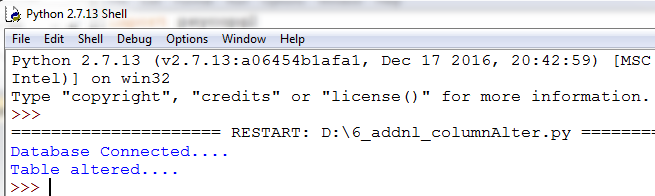 Python 2.7.13 Shell
File Edit Shell Debug Options Window Help
Python 2.7.13 (v2.7.13:a06454b1afa1, Dec 17 2016, 20:42:59) [MSC
Intel)] on win32
Type "copyright", "credits" or "license()" for more information.
>>>
===================== RESTART: D:\6_addnl_columnAlter.py ========
Database Connected....
Table altered....
>>>